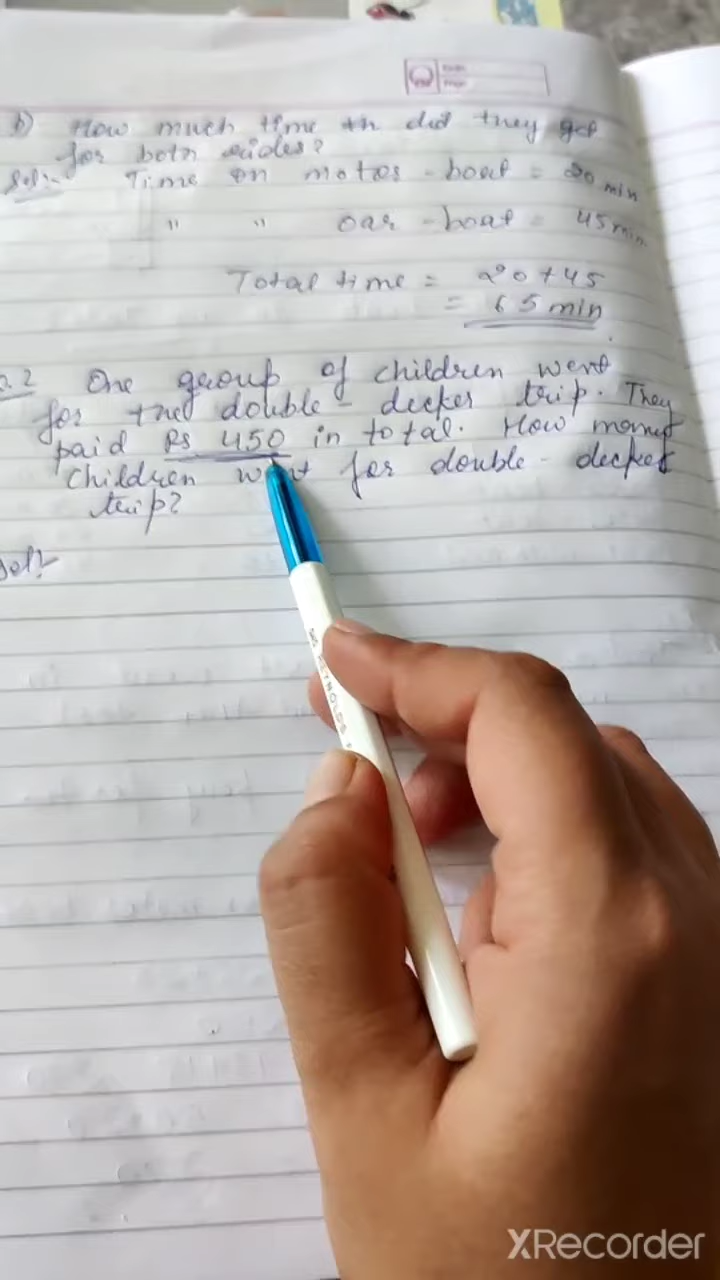 b) How much time th did they get
for both rides?
Sol:- Time on motor-boat = 20 min
" " oar-boat = 45 min
Total time = 20 + 45
= 65 min
Q.2 One group of children went
for the double-decker trip. They
paid Rs 450 in total. How many
children went for double-decker
trip?
Sol:
REYNOLDS
XRecorder